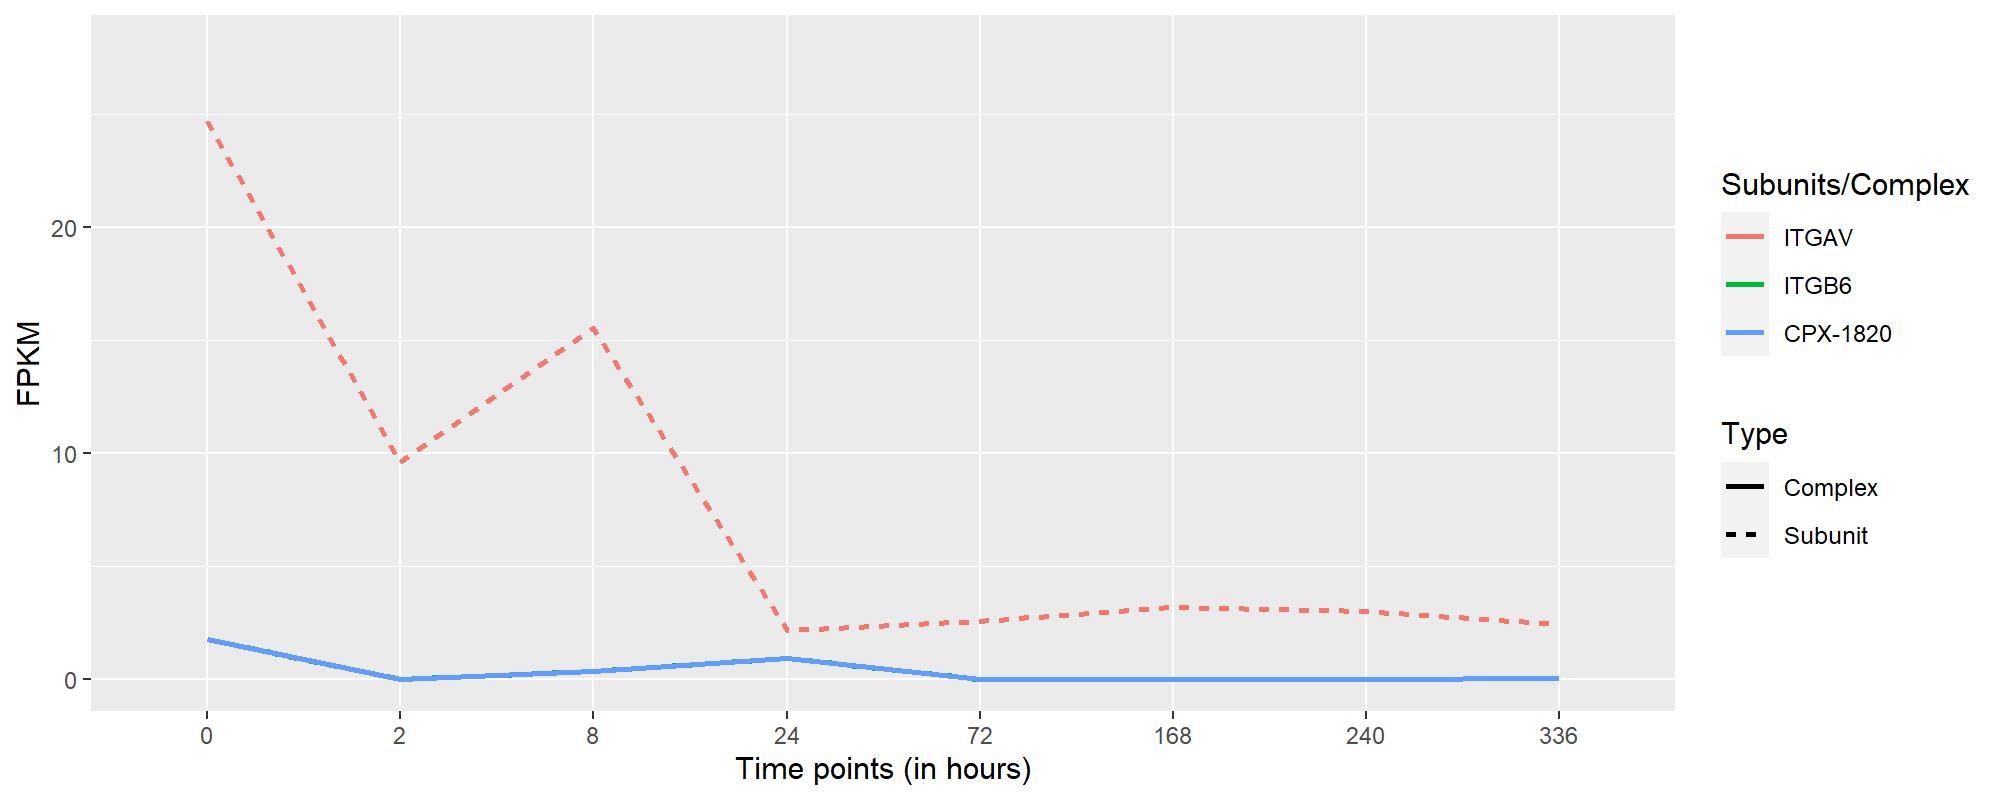 FPKM
20
10
0
0 2 8 24 72 168 240 336
Time points (in hours)
Subunits/Complex
ITGAV
ITGB6
CPX-1820
Type
Complex
Subunit